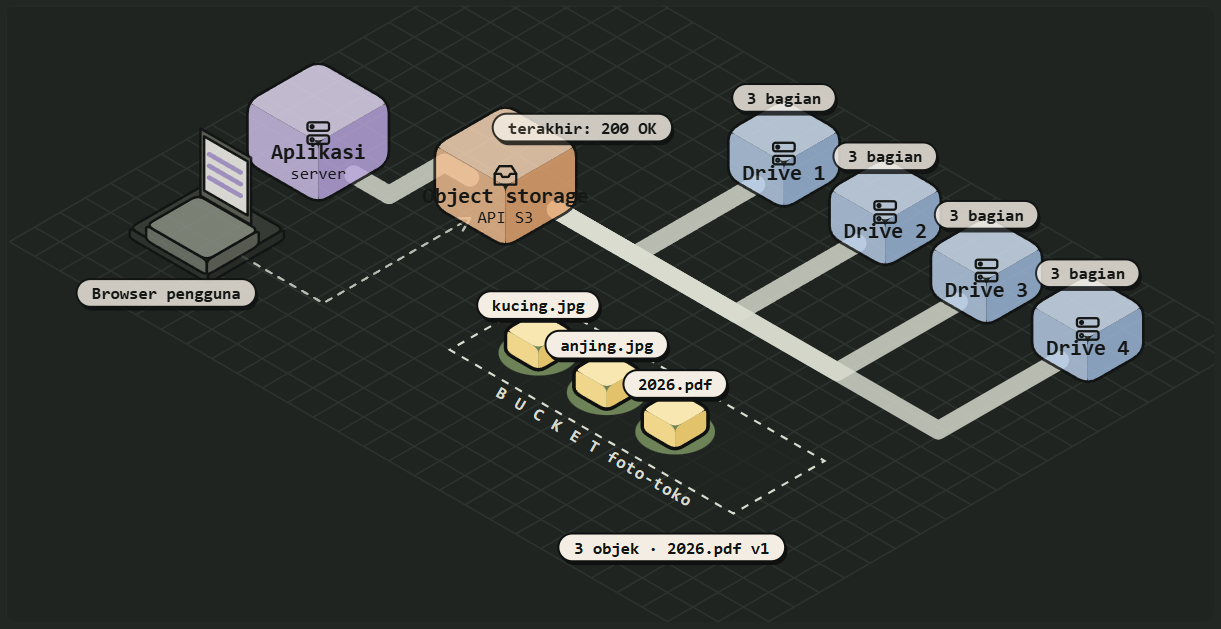 Aplikasi
server
terakhir: 200 OK
Object storage
API S3
3 bagian
Drive 1
3 bagian
Drive 2
3 bagian
Drive 3
3 bagian
Drive 4
Browser pengguna
kucing.jpg
anjing.jpg
2026.pdf
BUCKET foto-toko
3 objek · 2026.pdf v1